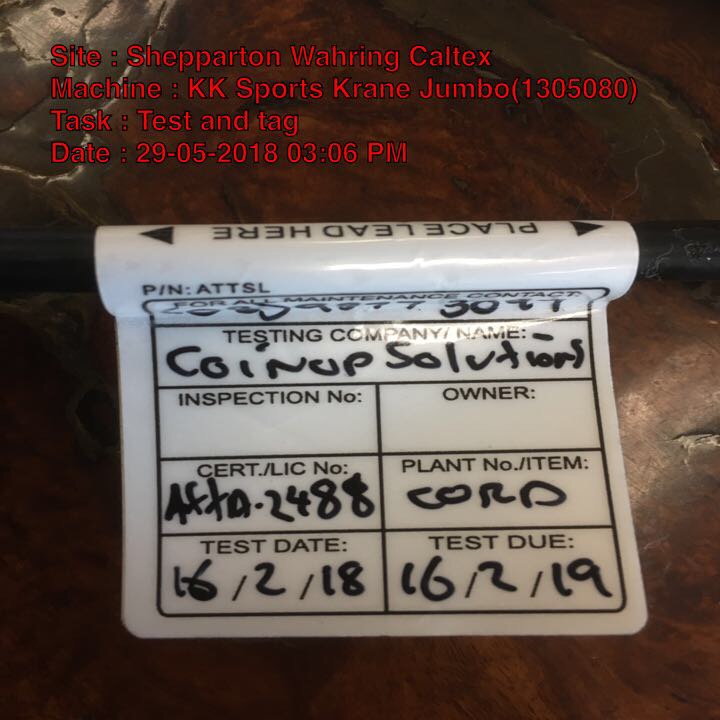 Site : Shepparton Wahring Caltex
Machine : KK Sports Krane Jumbo(1305080)
Task : Test and tag
Date : 29-05-2018 03:06 PM
PLACE LEAD HERE
P/N: ATTSL
FOR ALL MAINTENANCE CONTACT:
TESTING COMPANY/ NAME:
Coinop Solutions
INSPECTION No: OWNER:
CERT./LIC No: PLANT No./ITEM:
AttA-2488 CORD
TEST DATE: TEST DUE:
16/2/18 16/2/19